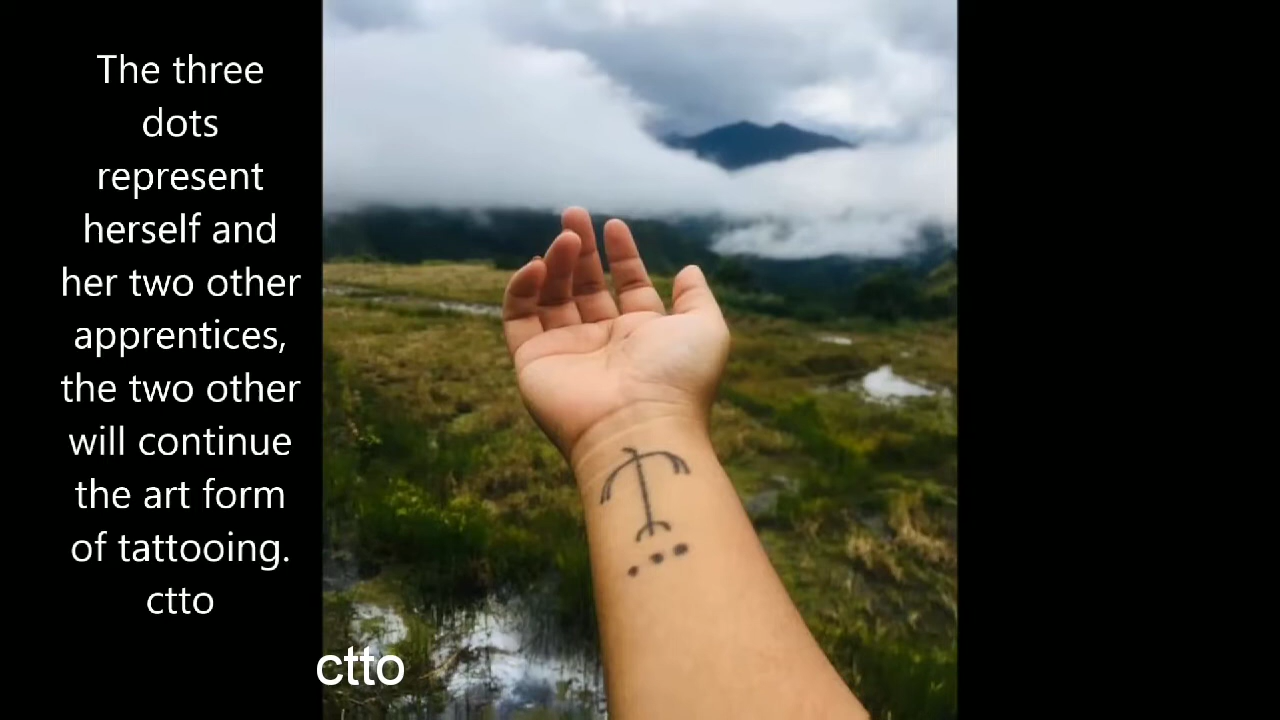 The three
dots
represent
herself and
her two other
apprentices,
the two other
will continue
the art form
of tattooing.
ctto
ctto